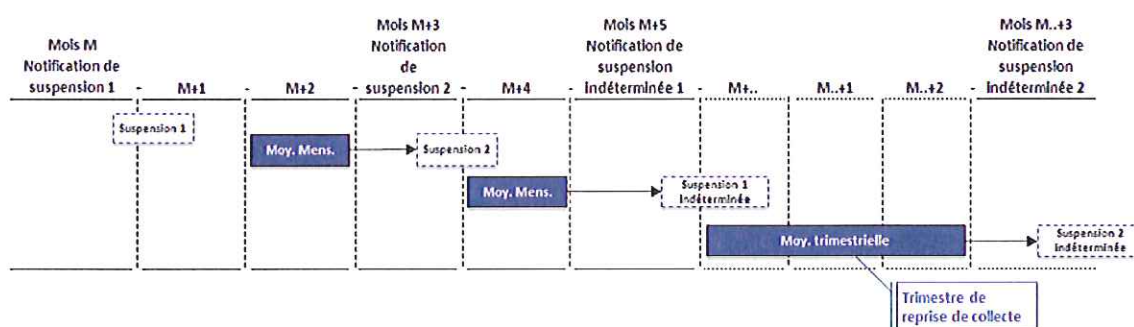 Mois M
Notification de
suspension 1
- M+1
- M+2
Mois M+3
Notification
de
- suspension 2
- M+4
Mois M+5
Notification de
suspension
- indéterminée 1
- M+..
M..+1
M..+2
Mois M..+3
Notification de
suspension
- indéterminée 2
Suspension 1
Moy. Mens.
Suspension 2
Moy. Mens.
Suspension 1
Indéterminée
Moy. trimestrielle
Suspension 2
Indéterminée
Trimestre de
reprise de collecte